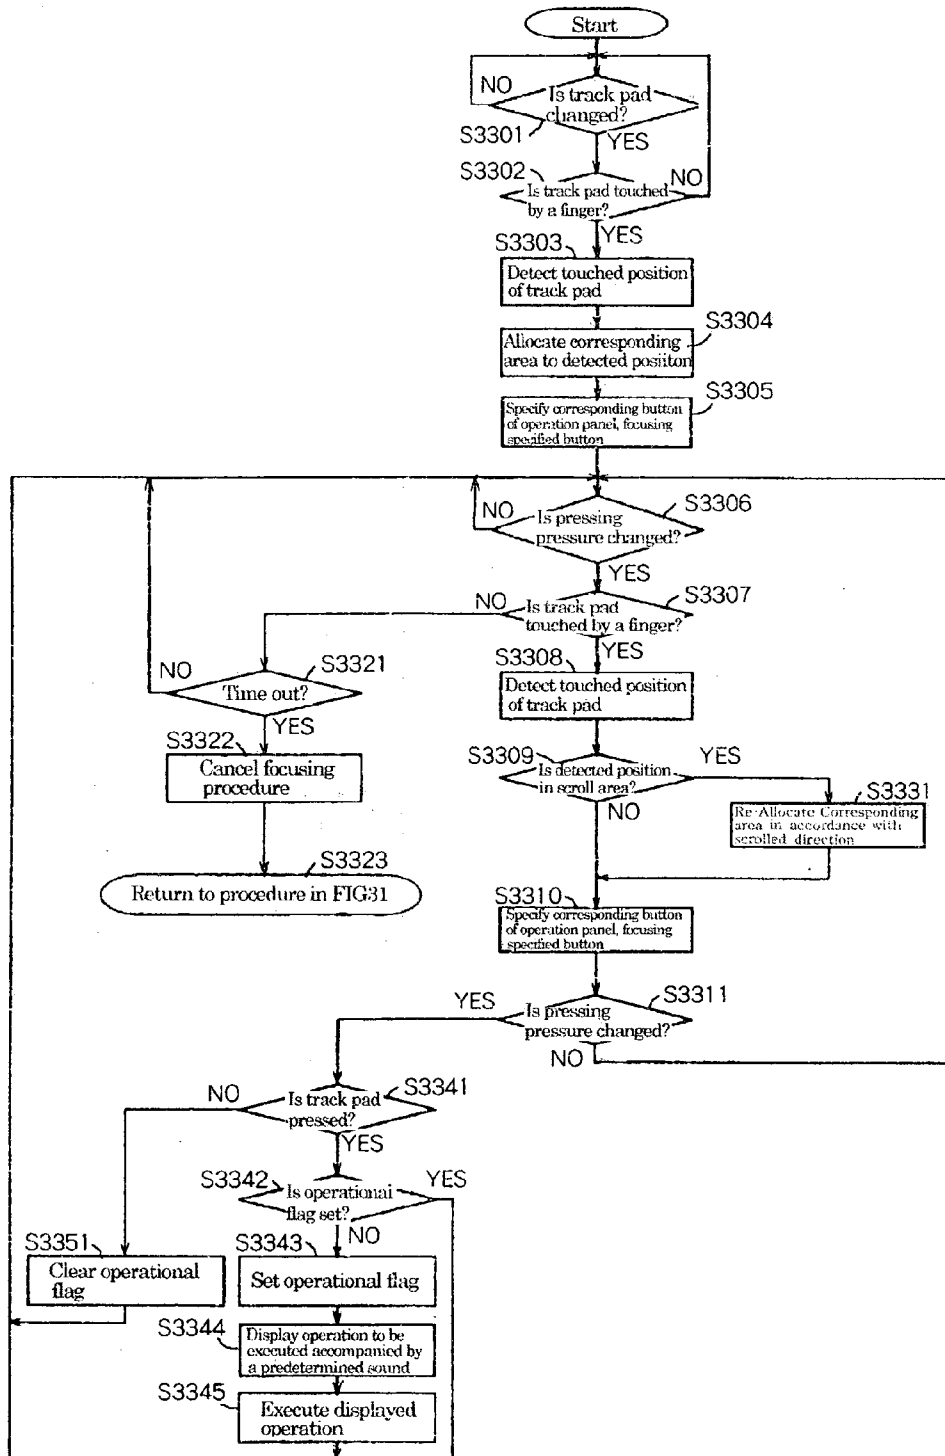 Start
NO
Is track pad
changed?
S3301
YES
S3302
NO
Is track pad touched
by a finger?
YES
S3303
Detect touched position
of track pad
S3304
Allocate corresponding
area to detected posiiton
S3305
Specify corresponding button
of operation panel, focusing
specified button
S3306
NO
Is pressing
pressure changed?
YES
S3307
NO
Is track pad
touched by a finger?
YES
S3308
Detect touched position
of track pad
S3321
NO
Time out?
YES
S3322
Cancel focusing
procedure
S3309
YES
Is detected position
in scroll area?
NO
S3331
Re-Allocate Corresponding
area in accordance with
scrolled direction
S3323
Return to procedure in FIG31
S3310
Specify corresponding button
of operation panel, focusing
specified button
S3311
YES
Is pressing
pressure changed?
NO
S3341
NO
Is track pad
pressed?
YES
S3342
YES
Is operational
flag set?
NO
S3351
Clear operational
flag
S3343
Set operational flag
S3344
Display operation to be
executed accompanied by
a predetermined sound
S3345
Execute displayed
operation